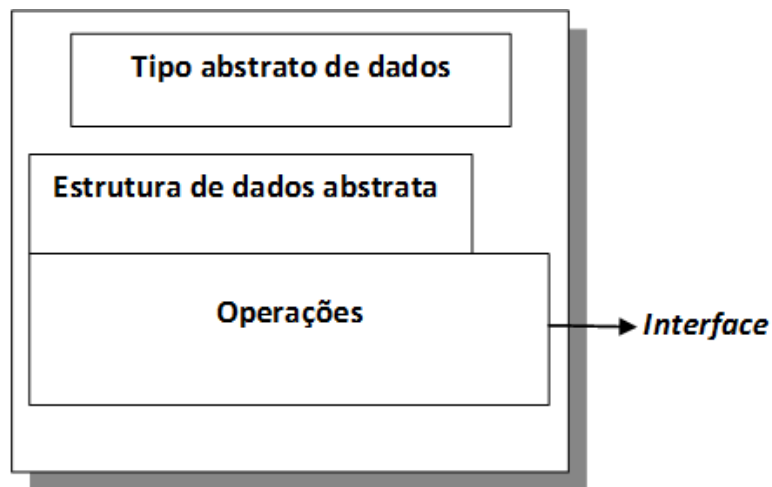 Tipo abstrato de dados
Estrutura de dados abstrata
Operações
Interface